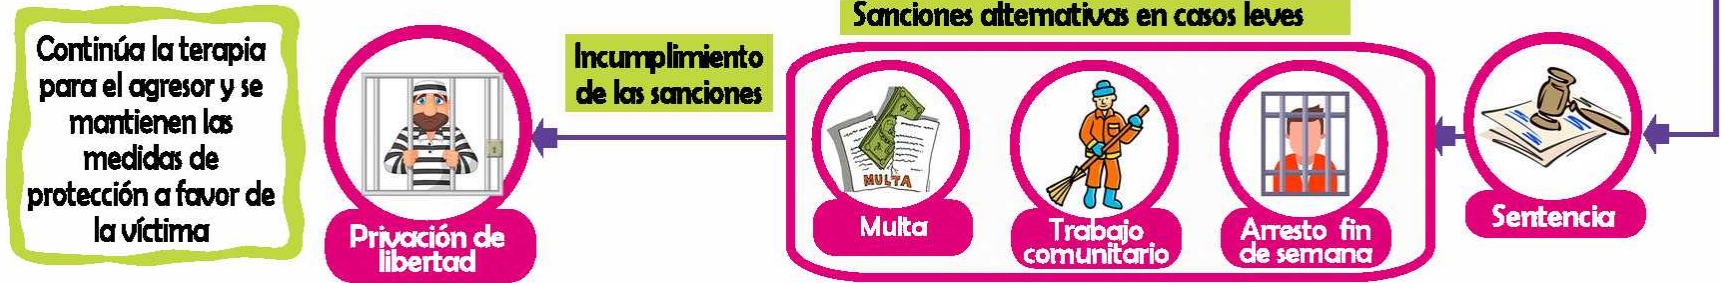 Continúa la terapia
para el agresor y se
mantienen las
medidas de
protección a favor de
la víctima
Privación de
libertad
Incumplimiento
de las sanciones
Sanciones alternativas en casos leves
MULTA
Multa
Trabajo
comunitario
Arresto fin
de semana
Sentencia